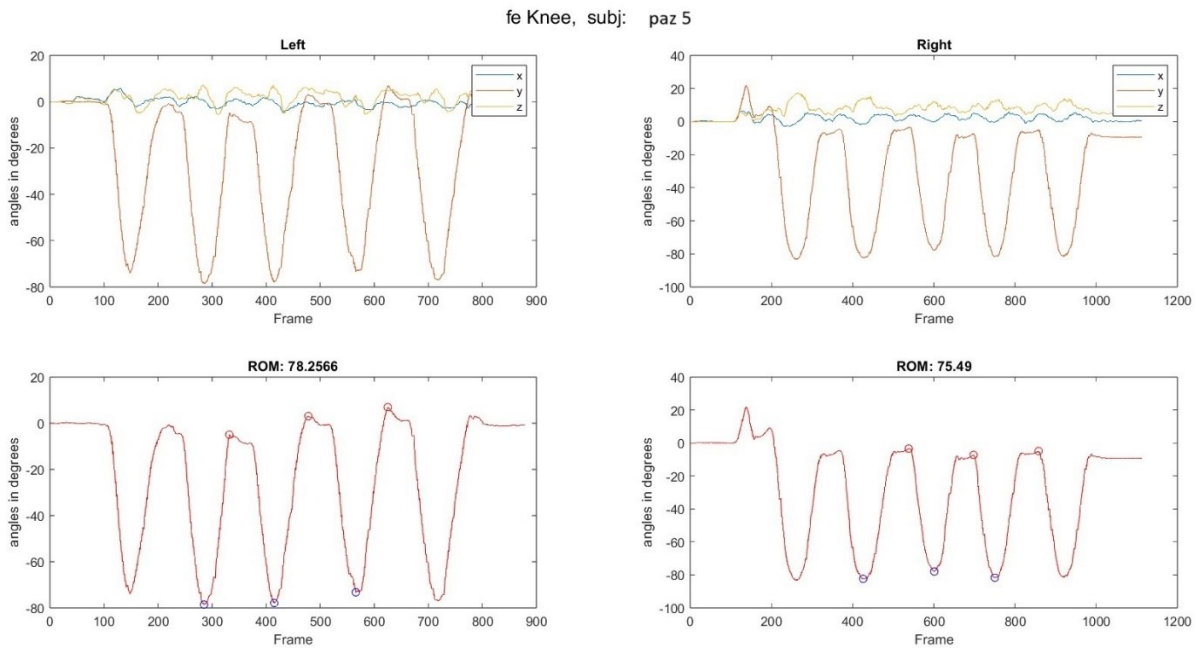 fe Knee, subj: paz 5
Left
20
0
-20
-40
-60
-80
angles in degrees
x
y
z
0 100 200 300 400 500 600 700 800 900
Frame
Right
40
20
0
-20
-40
-60
-80
-100
angles in degrees
x
y
z
0 200 400 600 800 1000 1200
Frame
ROM: 78.2566
20
0
-20
-40
-60
-80
angles in degrees
0 100 200 300 400 500 600 700 800 900
Frame
ROM: 75.49
40
20
0
-20
-40
-60
-80
-100
angles in degrees
0 200 400 600 800 1000 1200
Frame